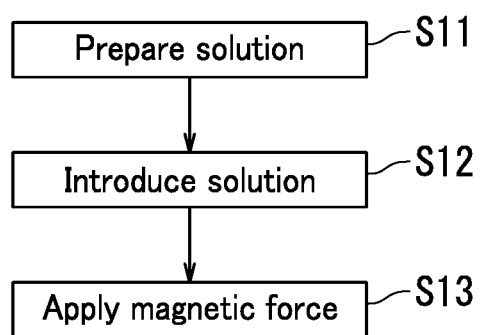 Prepare solution S11
Introduce solution S12
Apply magnetic force S13